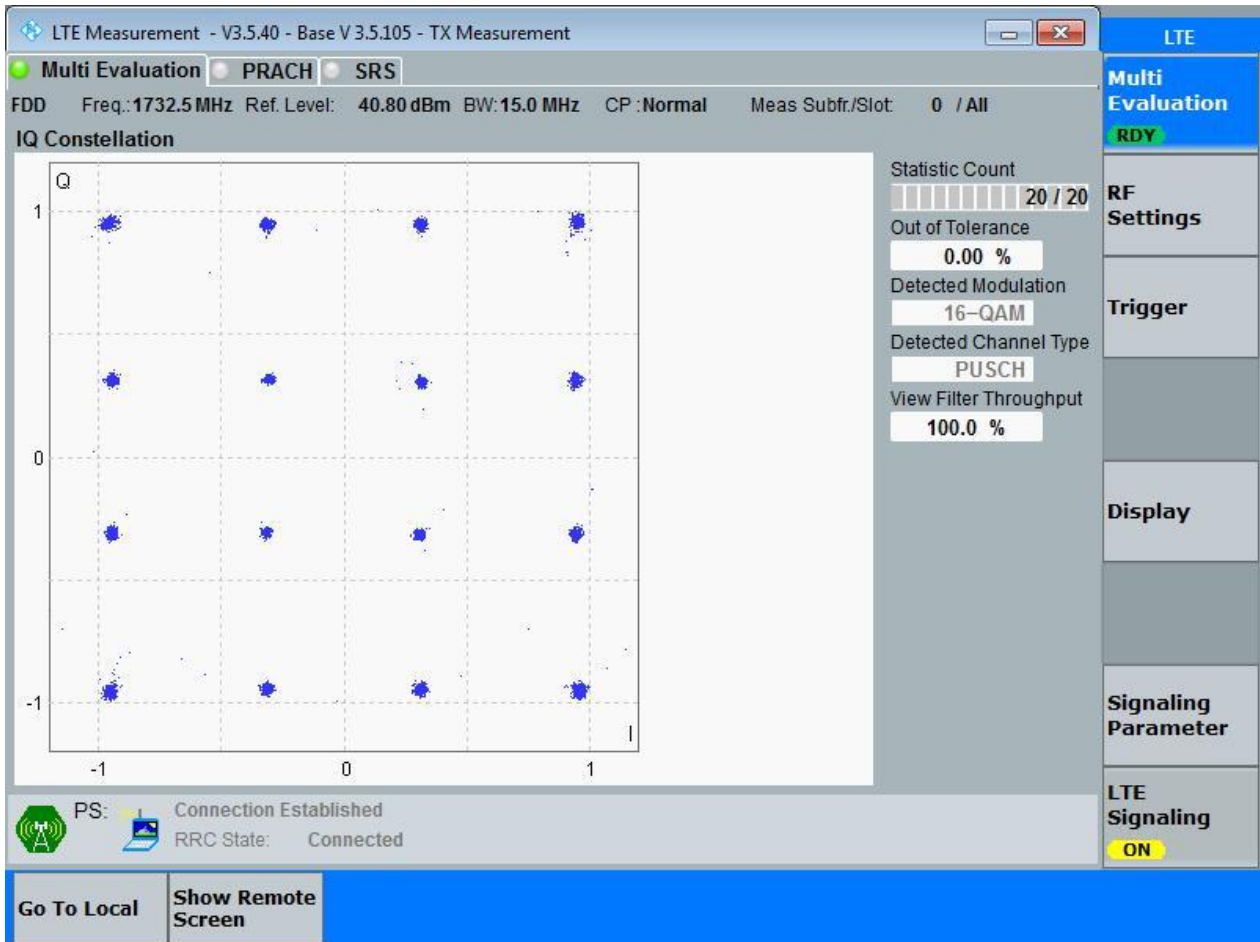 LTE Measurement - V3.5.40 - Base V 3.5.105 - TX Measurement
LTE
Multi Evaluation PRACH SRS
Multi
Evaluation
RDY
FDD Freq.: 1732.5 MHz Ref. Level: 40.80 dBm BW: 15.0 MHz CP : Normal Meas Subfr./Slot: 0 / All
IQ Constellation
Q
1
0
-1
I
-1 0 1
Statistic Count
20 / 20
Out of Tolerance
0.00 %
Detected Modulation
16-QAM
Detected Channel Type
PUSCH
View Filter Throughput
100.0 %
RF
Settings
Trigger
Display
Signaling
Parameter
LTE
Signaling
ON
PS: Connection Established
RRC State: Connected
Go To Local
Show Remote
Screen